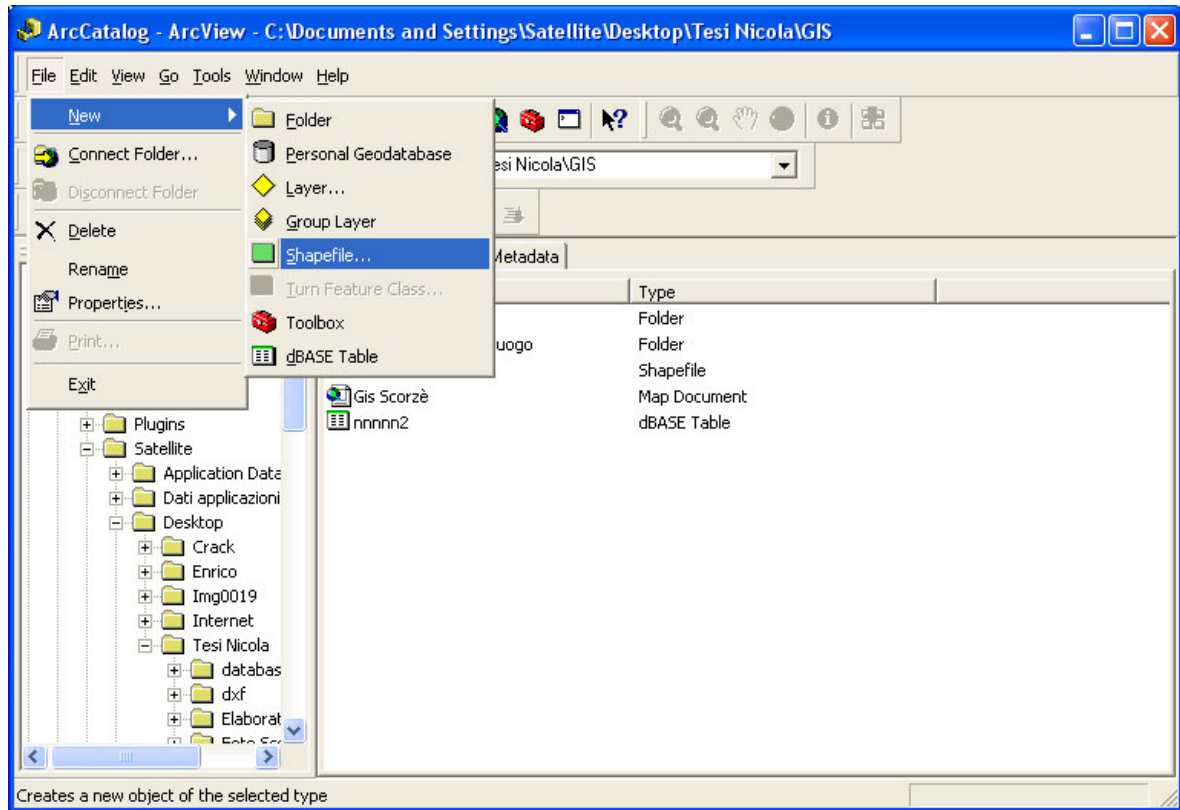 ArcCatalog - ArcView - C:\Documents and Settings\Satellite\Desktop\Tesi Nicola\GIS
File Edit View Go Tools Window Help
New
Connect Folder...
Disconnect Folder
Delete
Rename
Properties...
Print...
Exit
Folder
Personal Geodatabase
Layer...
Group Layer
Shapefile...
Turn Feature Class...
Toolbox
dBASE Table
esi Nicola\GIS
Metadata
Type
Folder
uogo Folder
Shapefile
Gis Scorzè Map Document
nnnnn2 dBASE Table
Plugins
Satellite
Application Data
Dati applicazioni
Desktop
Crack
Enrico
Img0019
Internet
Tesi Nicola
databas
dxf
Elaborat
Creates a new object of the selected type